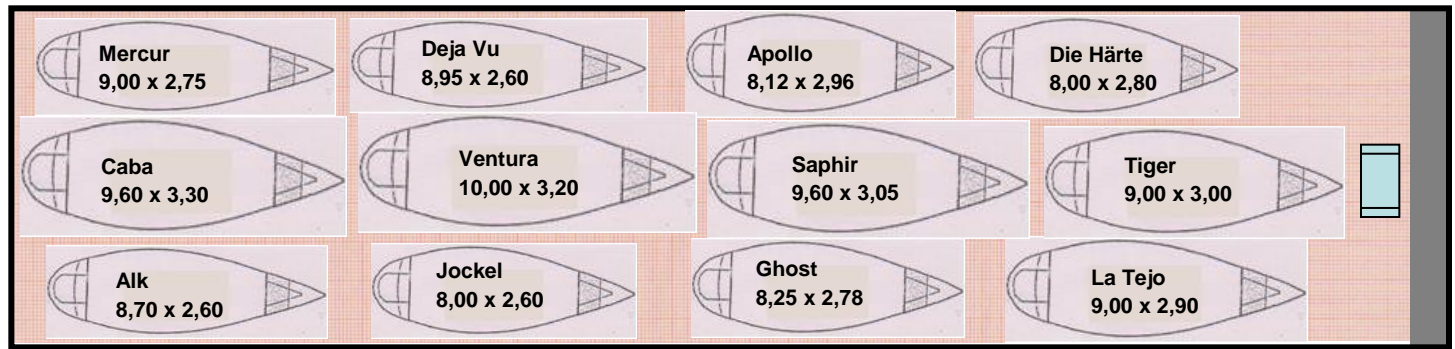 Mercur
9,00 x 2,75
Deja Vu
8,95 x 2,60
Apollo
8,12 x 2,96
Die Härte
8,00 x 2,80
Caba
9,60 x 3,30
Ventura
10,00 x 3,20
Saphir
9,60 x 3,05
Tiger
9,00 x 3,00
Alk
8,70 x 2,60
Jockel
8,00 x 2,60
Ghost
8,25 x 2,78
La Tejo
9,00 x 2,90